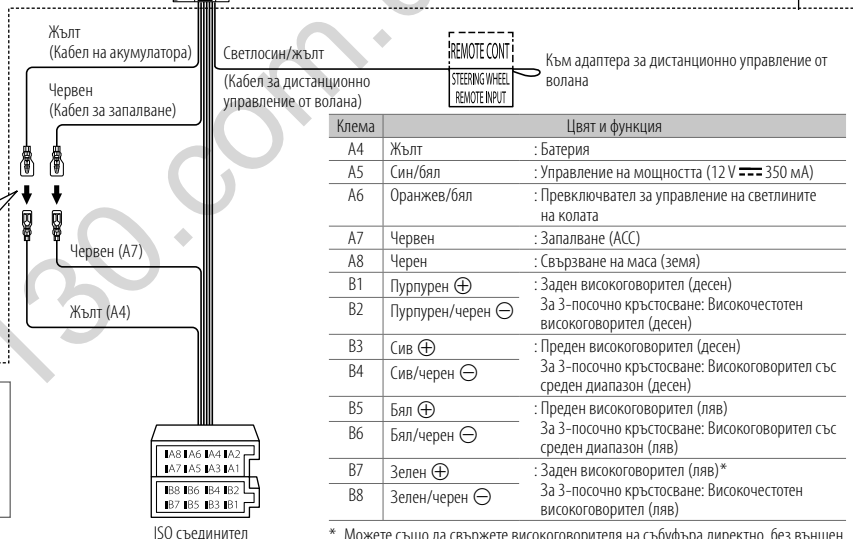 Жълт
(Кабел на акумулатора)
Светлосин/жълт
(Кабел за дистанционно
управление от волана)
REMOTE CONT
STEERING WHEEL
REMOTE INPUT
Към адаптера за дистанционно управление от
волана
Червен
(Кабел за запалване)
Червен (A7)
Жълт (A4)
Клема Цвят и функция
A4 Жълт : Батерия
A5 Син/бял : Управление на мощността (12 V ⎓ 350 мА)
A6 Оранжев/бял : Превключвател за управление на светлините
на колата
A7 Червен : Запалване (ACC)
A8 Черен : Свързване на маса (земя)
B1 Пурпурен ⊕ : Заден високоговорител (десен)
B2 Пурпурен/черен ⊖ За 3-посочно кръстосване: Високочестотен
високоговорител (десен)
B3 Сив ⊕ : Преден високоговорител (десен)
B4 Сив/черен ⊖ За 3-посочно кръстосване: Високоговорител със
среден диапазон (десен)
B5 Бял ⊕ : Преден високоговорител (ляв)
B6 Бял/черен ⊖ За 3-посочно кръстосване: Високоговорител със
среден диапазон (ляв)
B7 Зелен ⊕ : Заден високоговорител (ляв)*
B8 Зелен/черен ⊖ За 3-посочно кръстосване: Високочестотен
високоговорител (ляв)
* Можете също да свържете високоговорителя на събуфъра директно, без външен
A8 A6 A4 A2
A7 A5 A3 A1
B8 B6 B4 B2
B7 B5 B3 B1
ISO съединител
130.com.